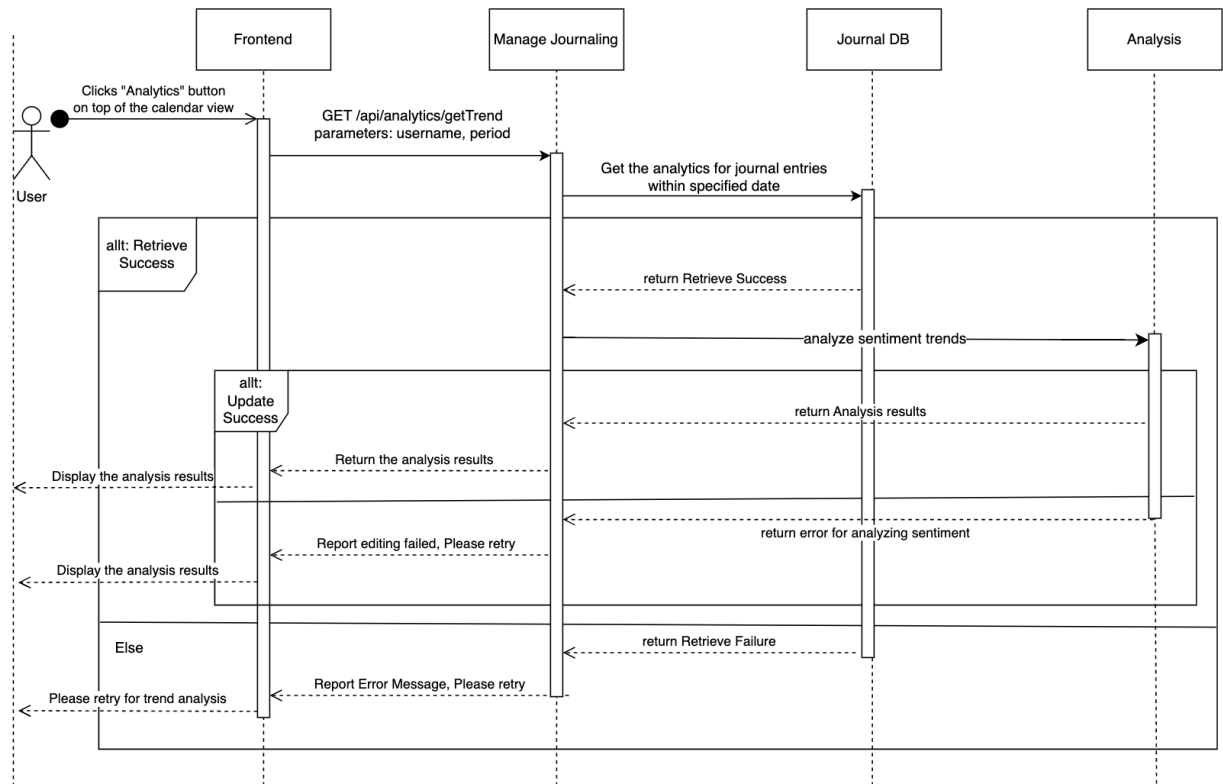 Frontend
Manage Journaling
Journal DB
Analysis
Clicks "Analytics" button
on top of the calendar view
User
GET /api/analytics/getTrend
parameters: username, period
Get the analytics for journal entries
within specified date
allt: Retrieve
Success
return Retrieve Success
analyze sentiment trends
allt:
Update
Success
return Analysis results
Return the analysis results
Display the analysis results
return error for analyzing sentiment
Report editing failed, Please retry
Display the analysis results
Else
return Retrieve Failure
Report Error Message, Please retry
Please retry for trend analysis